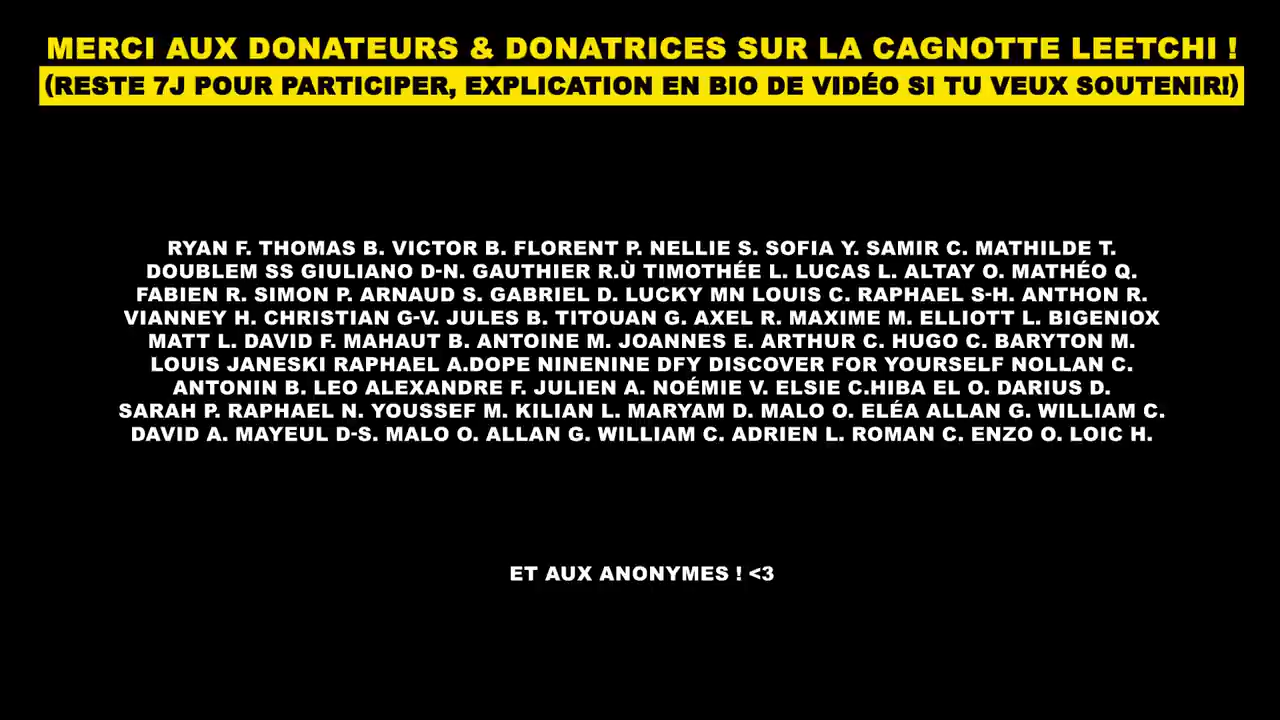 MERCI AUX DONATEURS & DONATRICES SUR LA CAGNOTTE LEETCHI !
(RESTE 7J POUR PARTICIPER, EXPLICATION EN BIO DE VIDÉO SI TU VEUX SOUTENIR!)
RYAN F. THOMAS B. VICTOR B. FLORENT P. NELLIE S. SOFIA Y. SAMIR C. MATHILDE T.
DOUBLEM SS GIULIANO D-N. GAUTHIER R.Ù TIMOTHÉE L. LUCAS L. ALTAY O. MATHÉO Q.
FABIEN R. SIMON P. ARNAUD S. GABRIEL D. LUCKY MN LOUIS C. RAPHAEL S-H. ANTHON R.
VIANNEY H. CHRISTIAN G-V. JULES B. TITOUAN G. AXEL R. MAXIME M. ELLIOTT L. BIGENIOX
MATT L. DAVID F. MAHAUT B. ANTOINE M. JOANNES E. ARTHUR C. HUGO C. BARYTON M.
LOUIS JANESKI RAPHAEL A.DOPE NINENINE DFY DISCOVER FOR YOURSELF NOLLAN C.
ANTONIN B. LEO ALEXANDRE F. JULIEN A. NOÉMIE V. ELSIE C.HIBA EL O. DARIUS D.
SARAH P. RAPHAEL N. YOUSSEF M. KILIAN L. MARYAM D. MALO O. ELÉA ALLAN G. WILLIAM C.
DAVID A. MAYEUL D-S. MALO O. ALLAN G. WILLIAM C. ADRIEN L. ROMAN C. ENZO O. LOIC H.
ET AUX ANONYMES ! <3